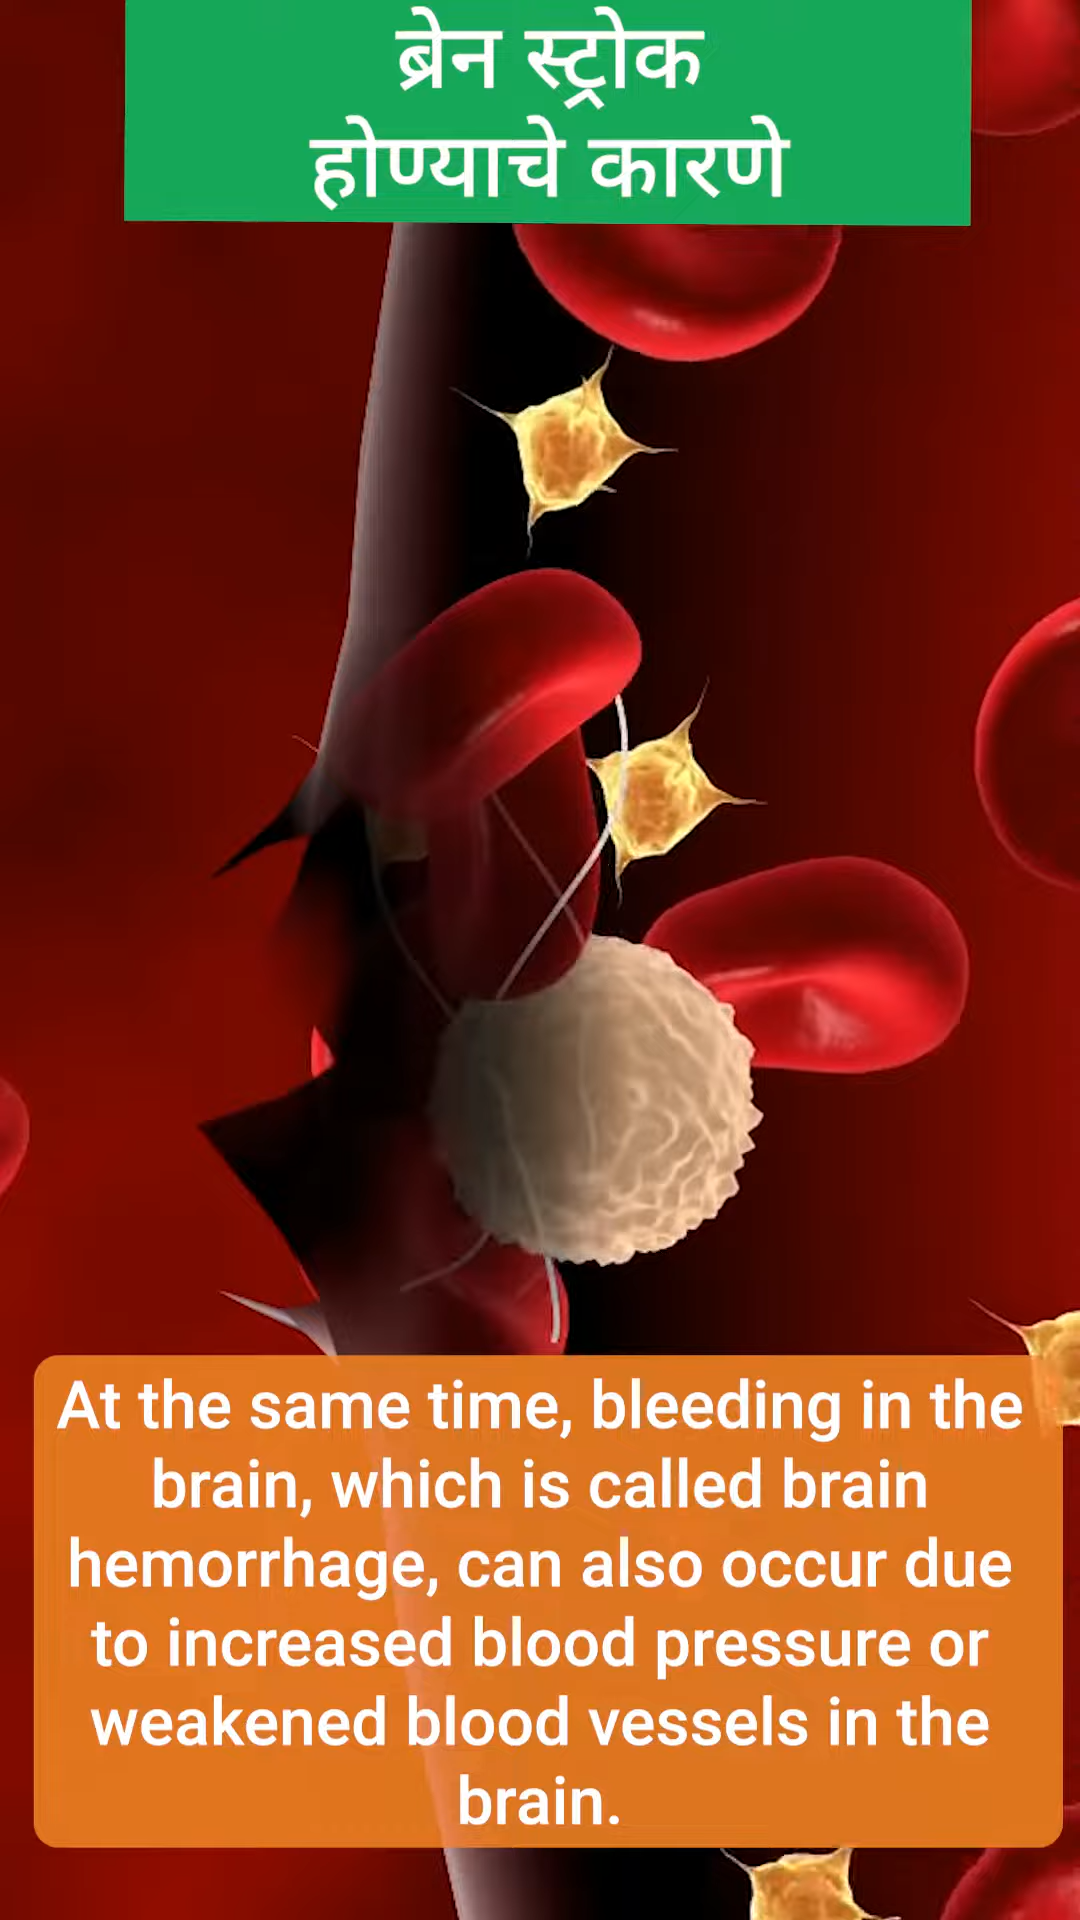 ब्रेन स्ट्रोक
होण्याचे कारणे
At the same time, bleeding in the
brain, which is called brain
hemorrhage, can also occur due
to increased blood pressure or
weakened blood vessels in the
brain.